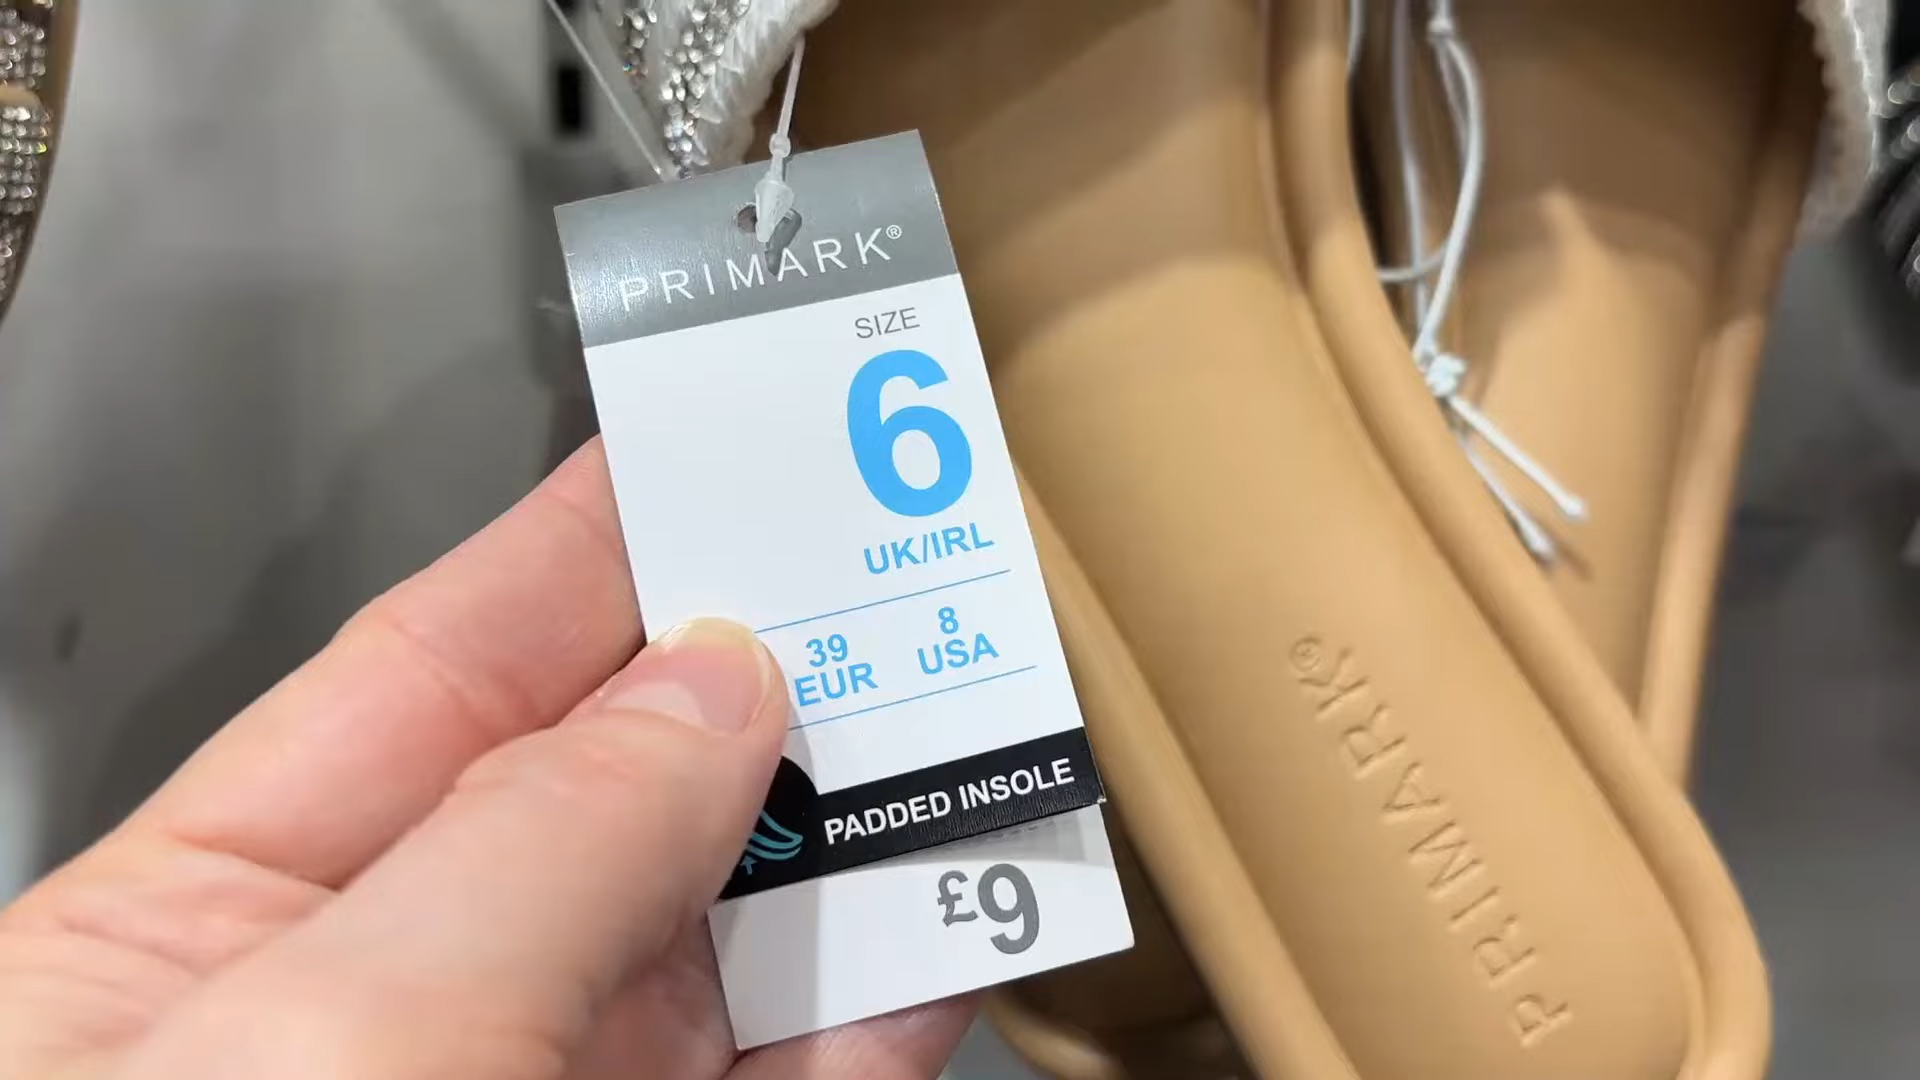 PRIMARK®
SIZE
6
UK/IRL
39 8
EUR USA
PADDED INSOLE
£9
PRIMARK®